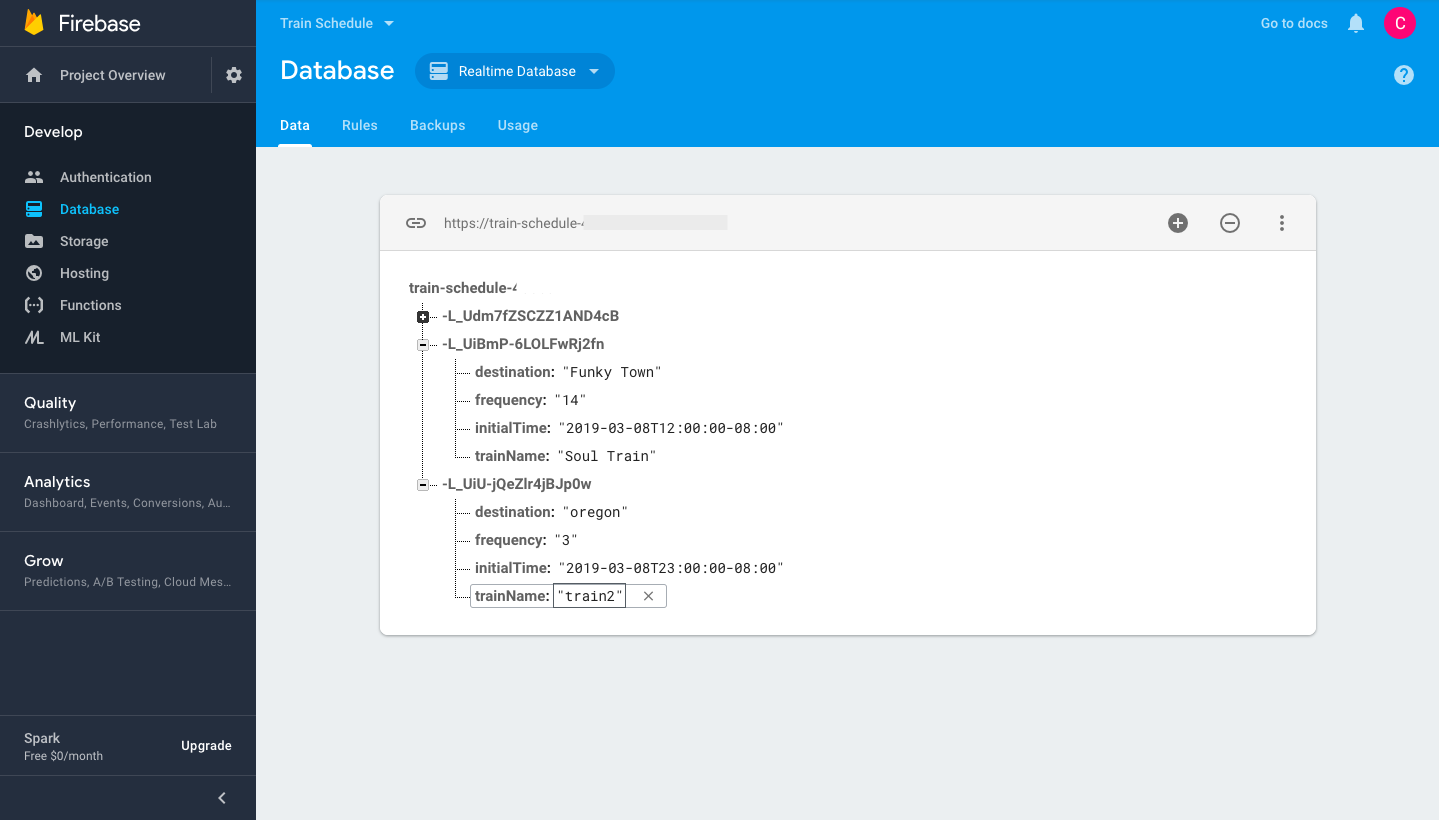 Firebase
Project Overview
Develop
Authentication
Database
Storage
Hosting
Functions
ML Kit
Quality
Crashlytics, Performance, Test Lab
Analytics
Dashboard, Events, Conversions, Au...
Grow
Predictions, A/B Testing, Cloud Mes...
Spark
Free $0/month
Upgrade
Train Schedule
Go to docs
C
Database
Realtime Database
Data Rules Backups Usage
https://train-schedule-
train-schedule-
-L_Udm7fZSCZZ1AND4cB
-L_UiBmP-6LOLFwRj2fn
destination: "Funky Town"
frequency: "14"
initialTime: "2019-03-08T12:00:00-08:00"
trainName: "Soul Train"
-L_UiU-jQeZlr4jBJp0w
destination: "oregon"
frequency: "3"
initialTime: "2019-03-08T23:00:00-08:00"
trainName: "train2"